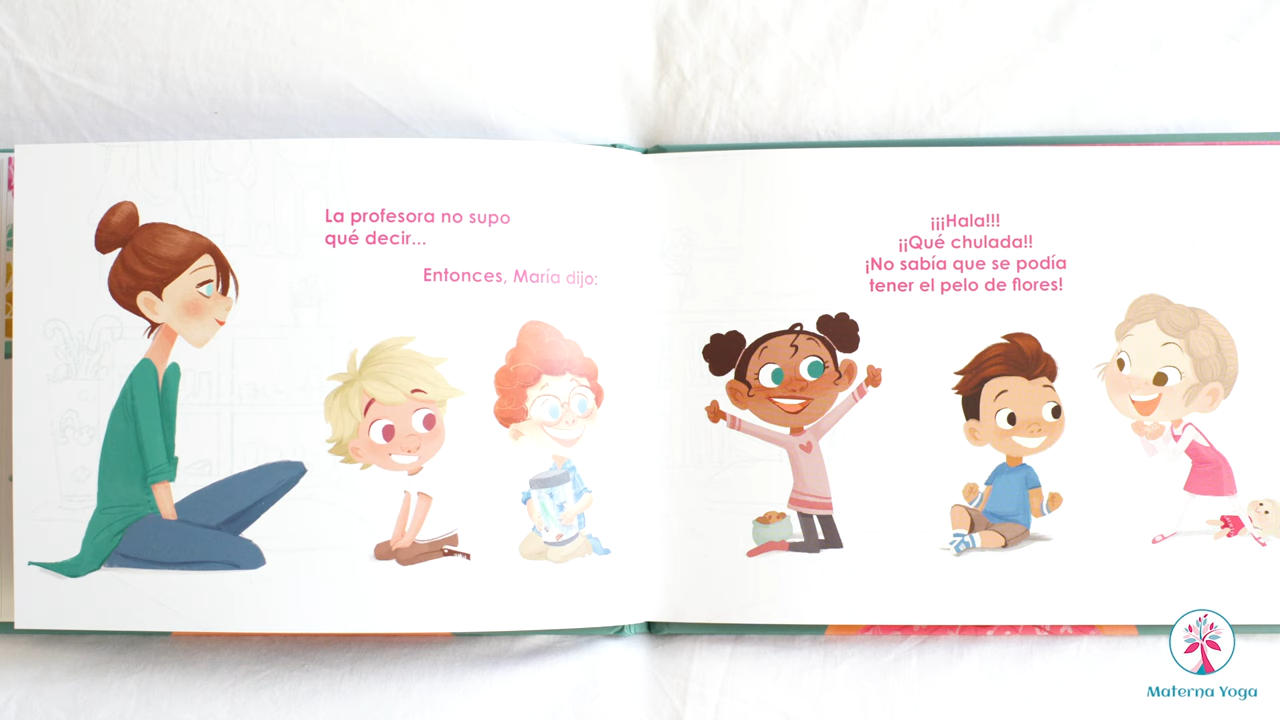 La profesora no supo
qué decir...
Entonces, María dijo:
¡¡¡Hala!!!
¡¡Qué chulada!!
¡No sabía que se podía
tener el pelo de flores!
Materna Yoga